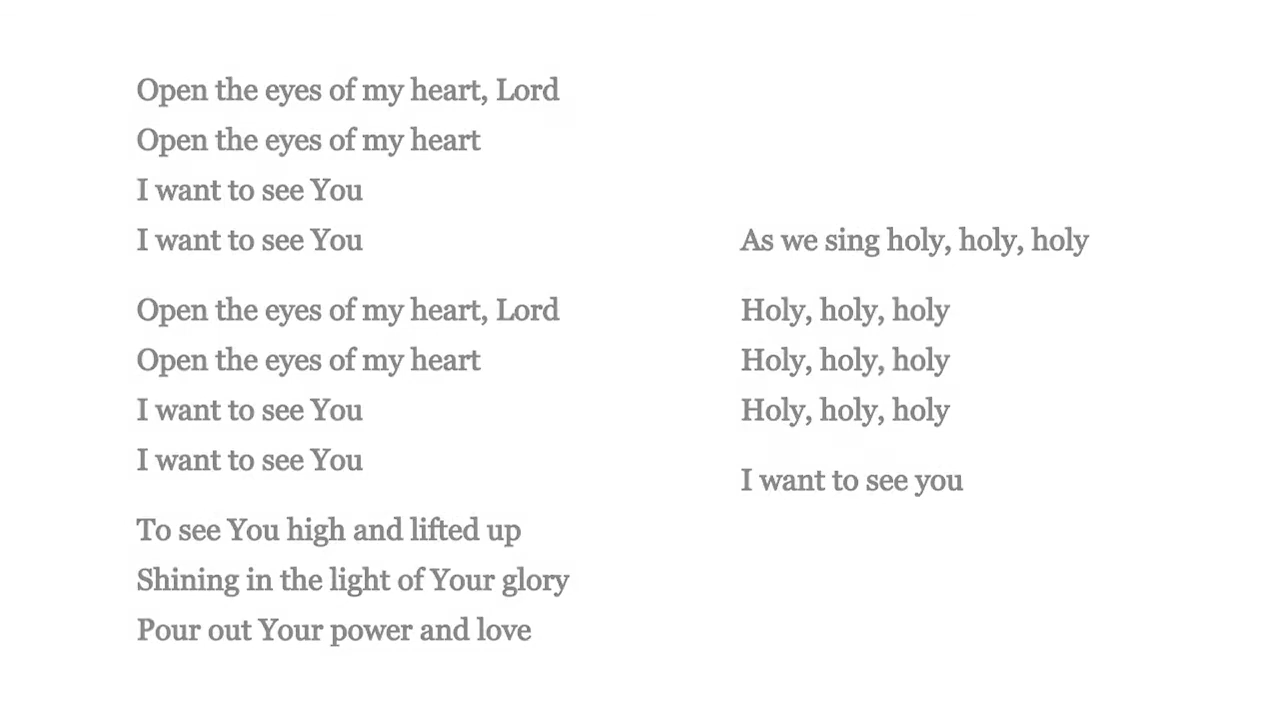 Open the eyes of my heart, Lord
Open the eyes of my heart
I want to see You
I want to see You
Open the eyes of my heart, Lord
Open the eyes of my heart
I want to see You
I want to see You
To see You high and lifted up
Shining in the light of Your glory
Pour out Your power and love
As we sing holy, holy, holy
Holy, holy, holy
Holy, holy, holy
Holy, holy, holy
I want to see you